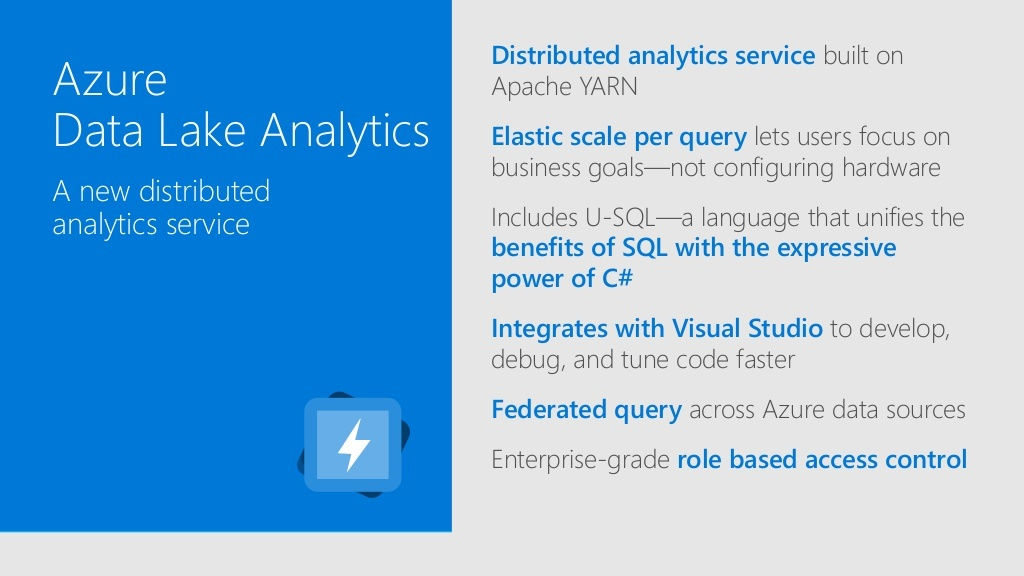 Azure
Data Lake Analytics
A new distributed
analytics service
Distributed analytics service built on
Apache YARN
Elastic scale per query lets users focus on
business goals—not configuring hardware
Includes U-SQL—a language that unifies the
benefits of SQL with the expressive
power of C#
Integrates with Visual Studio to develop,
debug, and tune code faster
Federated query across Azure data sources
Enterprise-grade role based access control